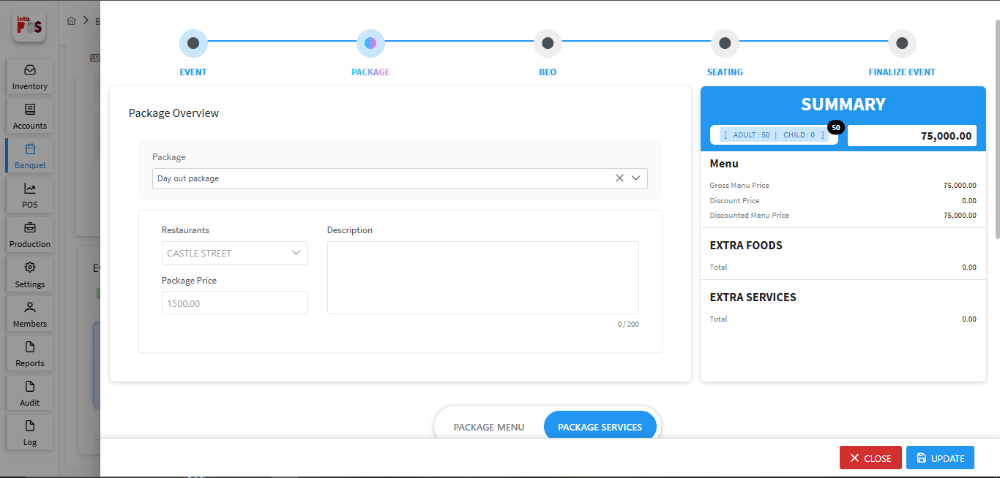 Into
POS
B
Inventory
Accounts
Banquet
POS
Production
Settings
Members
Reports
Audit
Log
EVENT
PACKAGE
BEO
SEATING
FINALIZE EVENT
Package Overview
Package
Day out package
Restaurants
CASTLE STREET
Package Price
1500.00
Description
0 / 200
SUMMARY
[ ADULT : 50 | CHILD : 0 ]
50
75,000.00
Menu
Gross Menu Price 75,000.00
Discount Price 0.00
Discounted Menu Price 75,000.00
EXTRA FOODS
Total 0.00
EXTRA SERVICES
Total 0.00
PACKAGE MENU
PACKAGE SERVICES
CLOSE
UPDATE